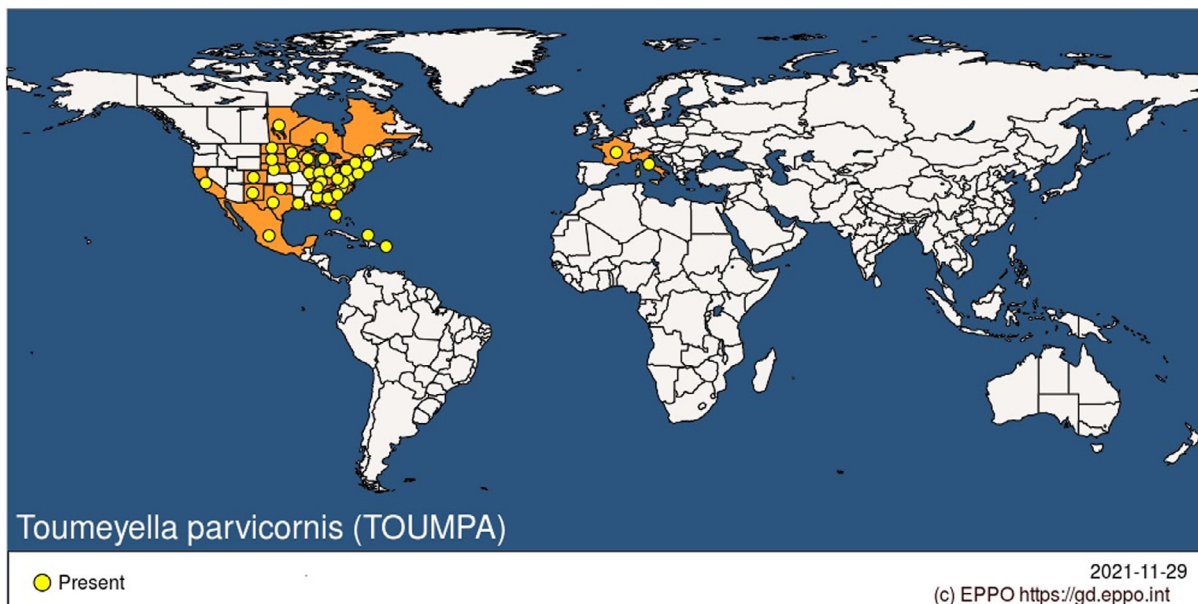 Toumeyella parvicornis (TOUMPA)
Present
2021-11-29
(c) EPPO https://gd.eppo.int